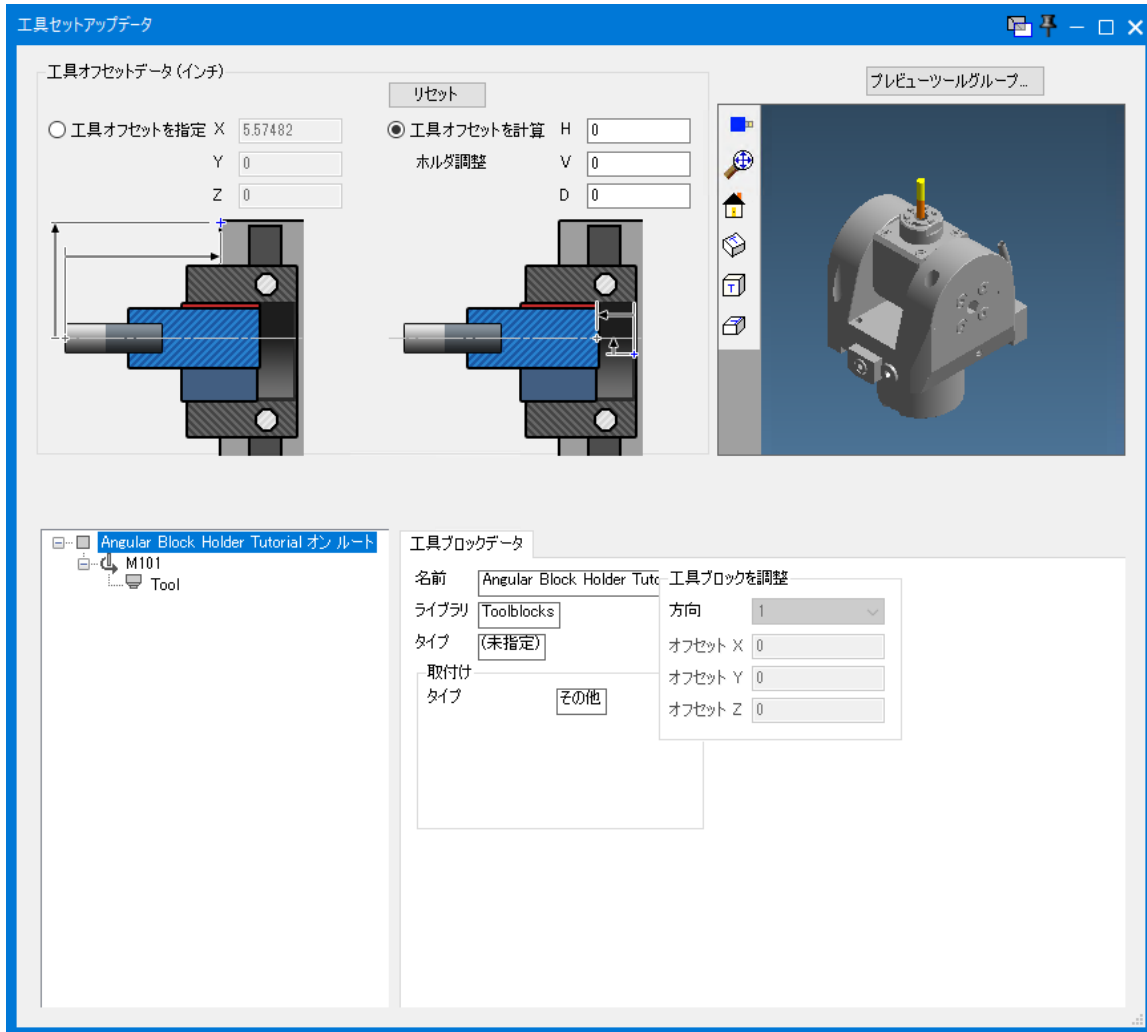 工具セットアップデータ
工具オフセットデータ (インチ)
リセット
プレビューツールグループ...
工具オフセットを指定 X 5.57482
Y 0
Z 0
工具オフセットを計算 H 0
ホルダ調整 V 0
D 0
T
Angular Block Holder Tutorial オン ルート
M101
Tool
工具ブロックデータ
名前 Angular Block Holder Tuto
ライブラリ Toolblocks
タイプ (未指定)
取付け
タイプ その他
工具ブロックを調整
方向 1
オフセット X 0
オフセット Y 0
オフセット Z 0